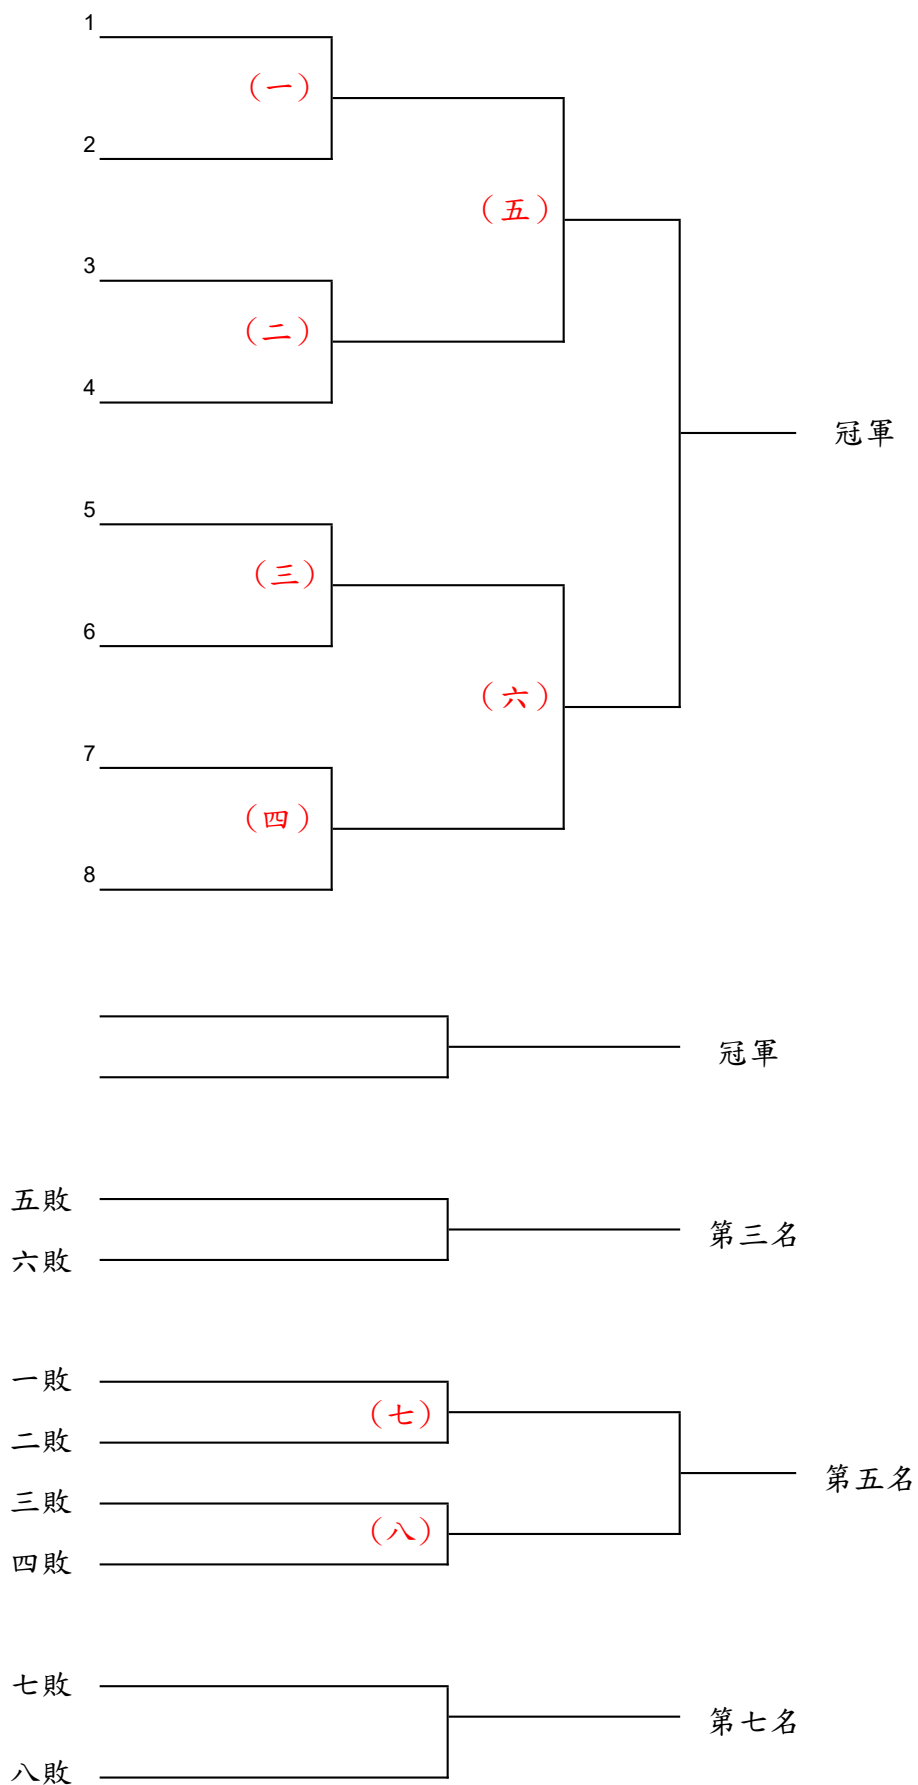 1
（一）
2
（五）
3
（二）
4
冠軍
5
（三）
6
（六）
7
（四）
8
冠軍
五敗
第三名
六敗
一敗
（七）
二敗
第五名
三敗
（八）
四敗
七敗
第七名
八敗